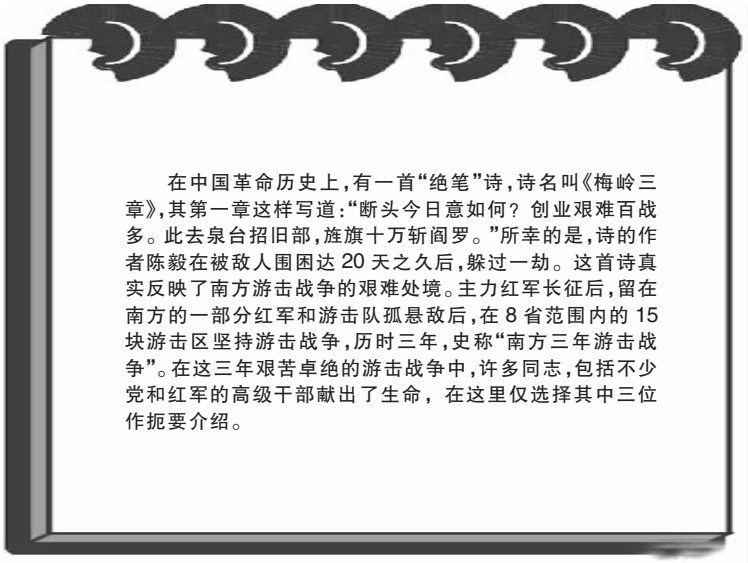 在中国革命历史上,有一首“绝笔”诗,诗名叫《梅岭三
章》,其第一章这样写道:“断头今日意如何？创业艰难百战
多。此去泉台招旧部,旌旗十万斩阎罗。”所幸的是,诗的作
者陈毅在被敌人围困达 20 天之久后,躲过一劫。这首诗真
实反映了南方游击战争的艰难处境。主力红军长征后,留在
南方的一部分红军和游击队孤悬敌后,在 8 省范围内的 15
块游击区坚持游击战争,历时三年,史称“南方三年游击战
争”。在这三年艰苦卓绝的游击战争中,许多同志,包括不少
党和红军的高级干部献出了生命，在这里仅选择其中三位
作扼要介绍。